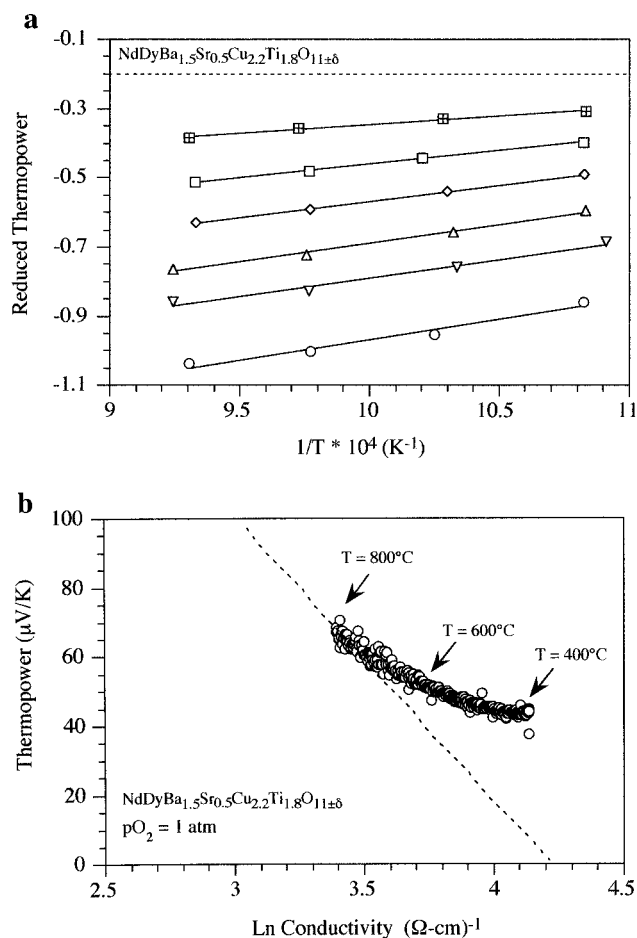 a
-0.1
NdDyBa1.5Sr0.5Cu2.2Ti1.8O11±δ
-0.3
-0.5
-0.7
-0.9
-1.1
Reduced Thermopower
9 9.5 10 10.5 11
1/T * 10⁴ (K⁻¹)
b
100
80
60
40
20
0
Thermopower (μV/K)
T = 800°C
T = 600°C
T = 400°C
NdDyBa1.5Sr0.5Cu2.2Ti1.8O11±δ
pO2 = 1 atm
2.5 3 3.5 4 4.5
Ln Conductivity (Ω-cm)⁻¹